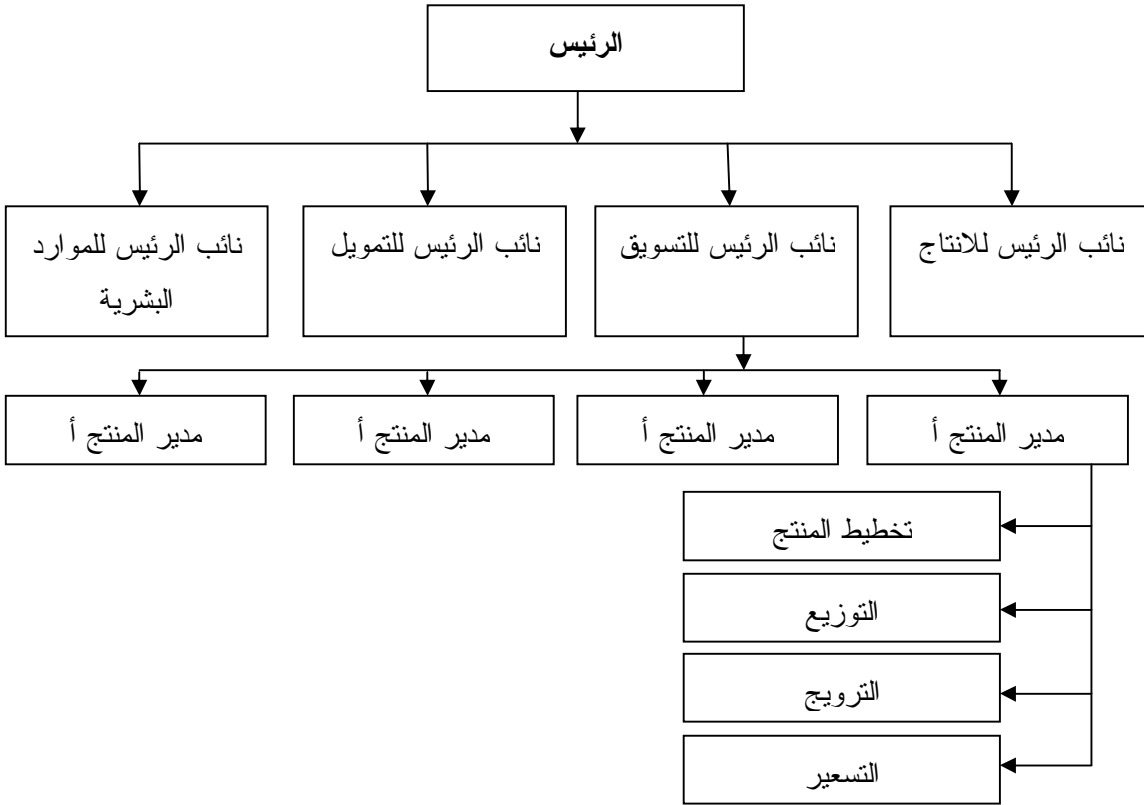 الرئيس
نائب الرئيس للانتاج
نائب الرئيس للتسويق
نائب الرئيس للتمويل
نائب الرئيس للموارد
البشرية
مدير المنتج أ
مدير المنتج أ
مدير المنتج أ
مدير المنتج أ
تخطيط المنتج
التوزيع
الترويج
التسعير